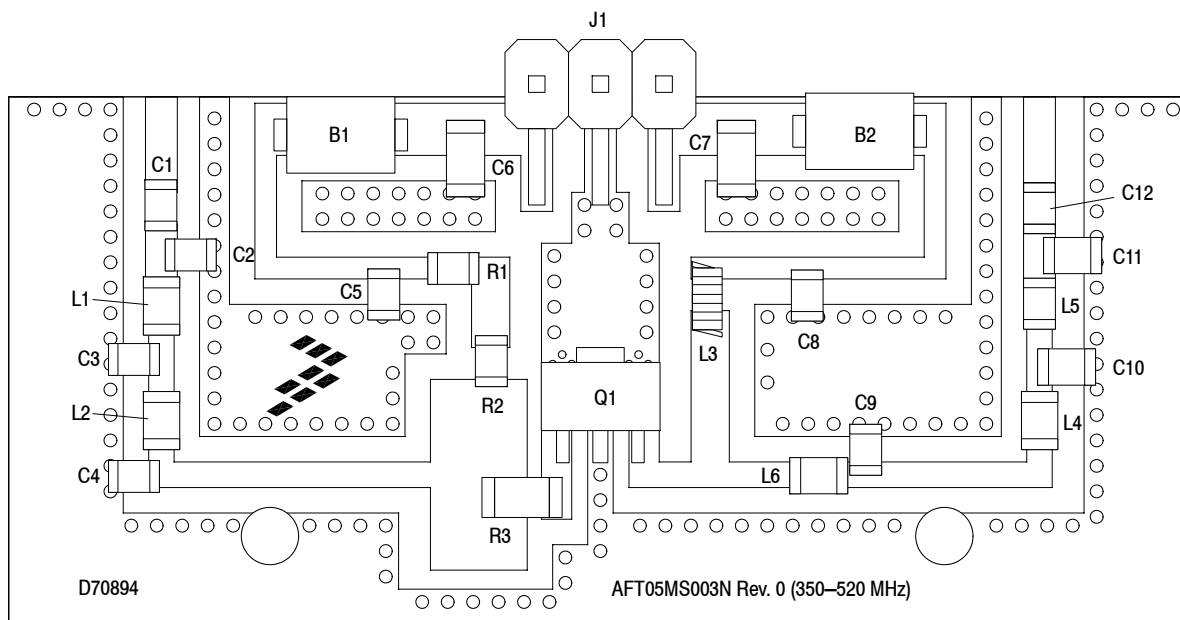 J1
B1
B2
C1
C6
C7
C12
C2
R1
C11
C5
L1
L5
C3
L3
C8
C10
L2
R2
Q1
C9
L4
C4
L6
R3
D70894
AFT05MS003N Rev. 0 (350–520 MHz)